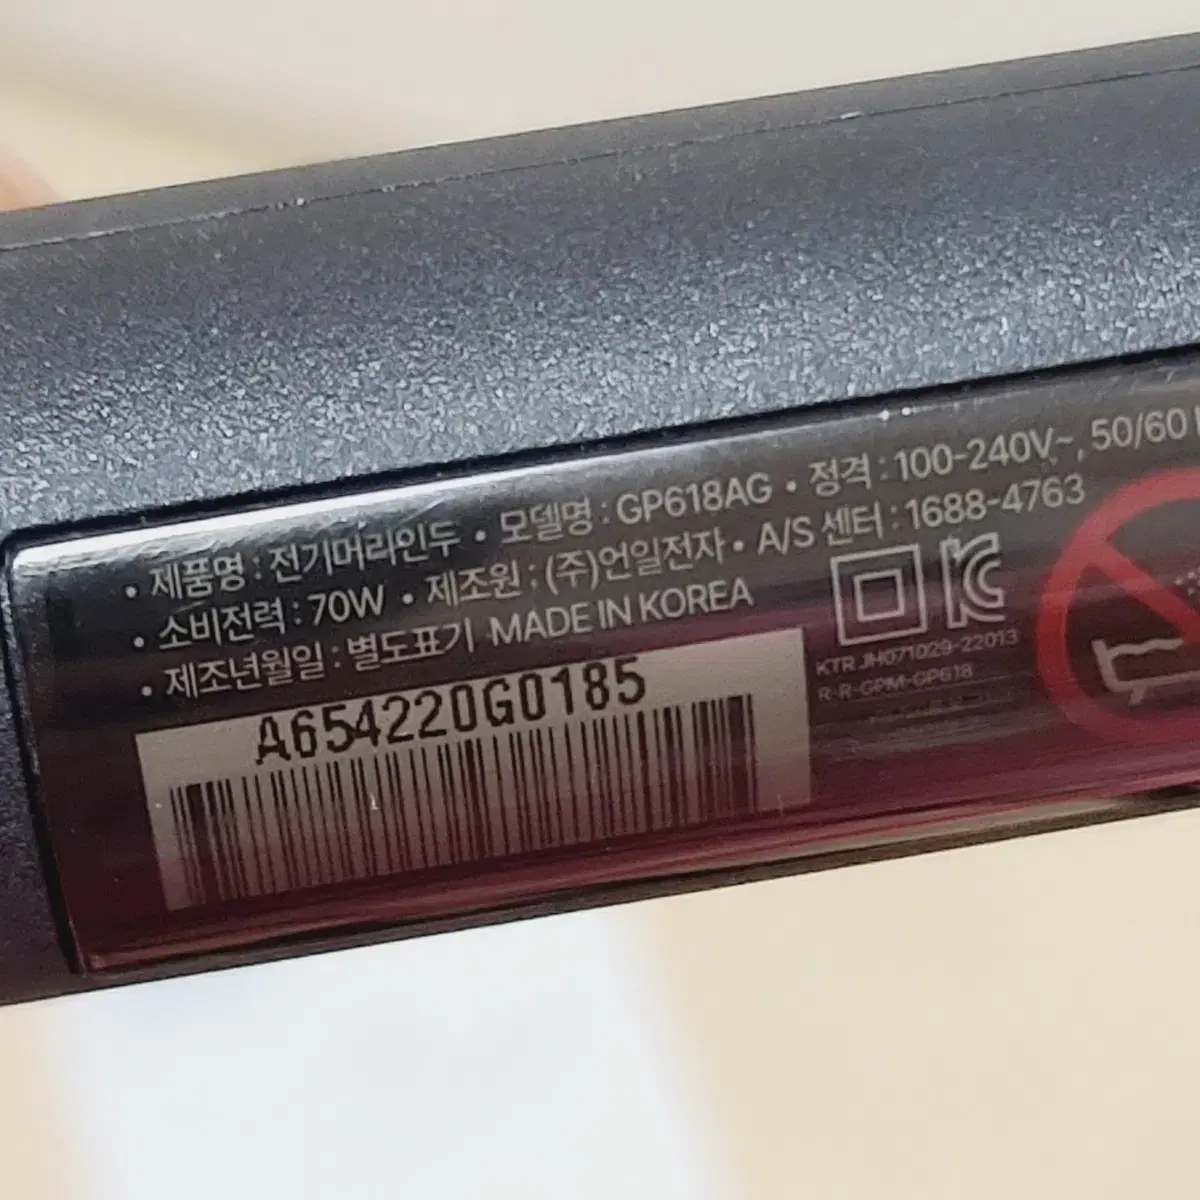 • 제품명 : 전기머리인두 • 모델명 : GP618AG • 정격 : 100-240V~, 50/60
• 소비전력 : 70W • 제조원 : (주)언일전자 • A/S 센터 : 1688-4763
• 제조년월일 : 별도표기 MADE IN KOREA
A654220G0185
KTR JH071029-22013
R-R-GPM-GP618